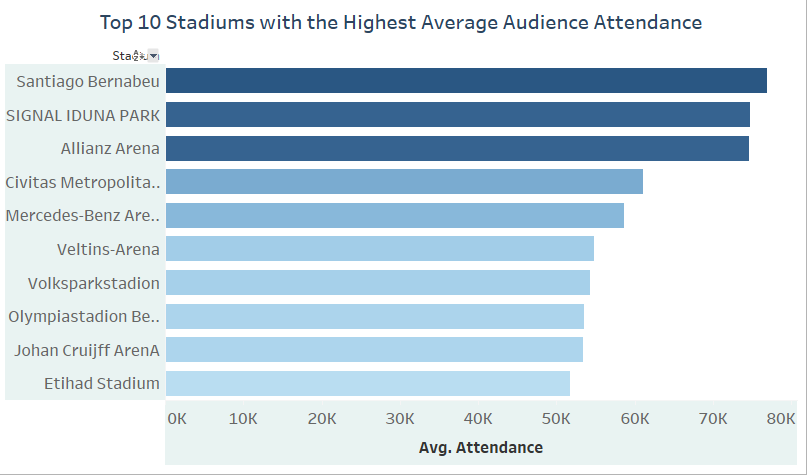 Top 10 Stadiums with the Highest Average Audience Attendance
Santiago Bernabeu
SIGNAL IDUNA PARK
Allianz Arena
Civitas Metropolita..
Mercedes-Benz Are..
Veltins-Arena
Volksparkstadion
Olympiastadion Be..
Johan Cruijff ArenA
Etihad Stadium
0K 10K 20K 30K 40K 50K 60K 70K 80K
Avg. Attendance